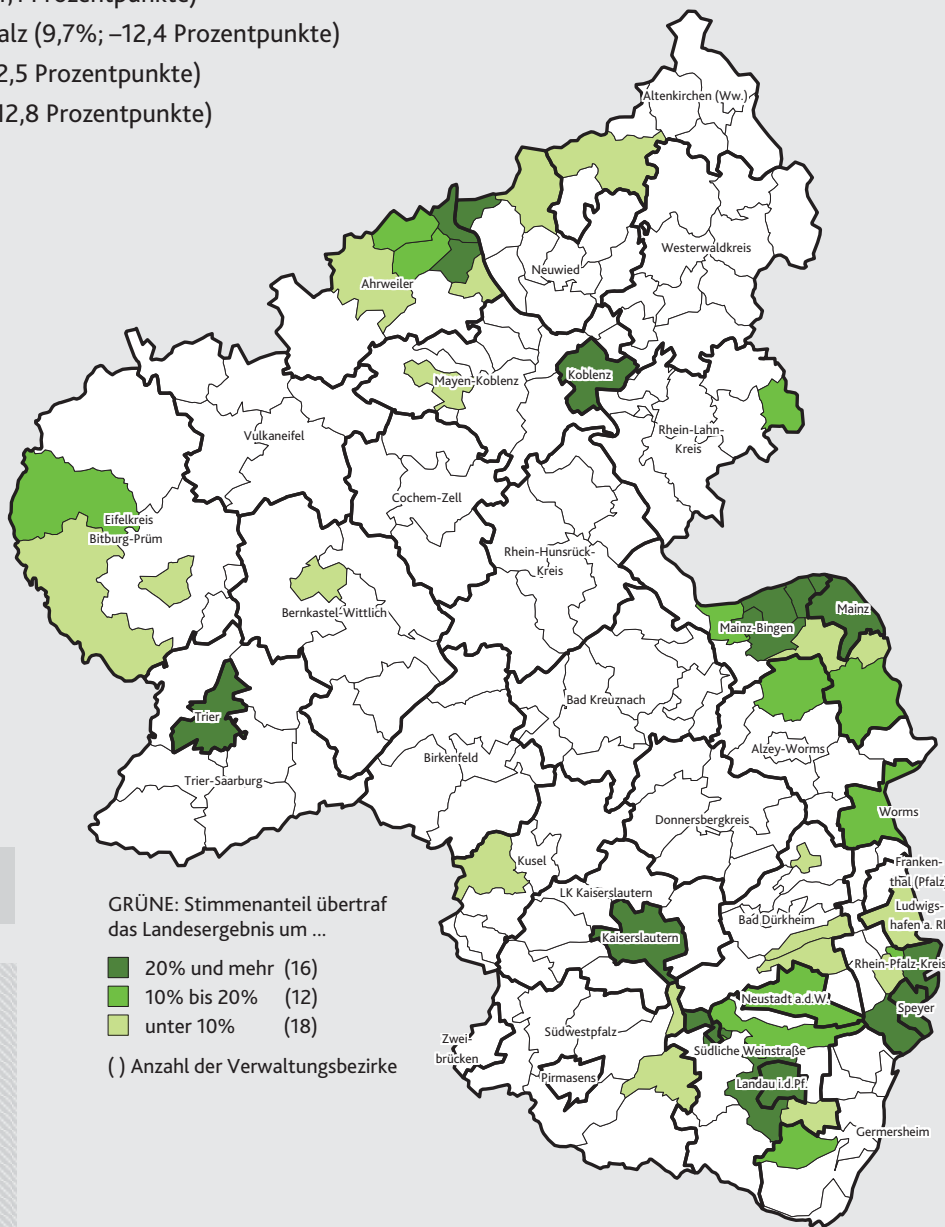 alz (9,7%; –12,4 Prozentpunkte)
2,5 Prozentpunkte)
12,8 Prozentpunkte)
Altenkirchen (Ww.)
Westerwaldkreis
Neuwied
Ahrweiler
Koblenz
Mayen-Koblenz
Rhein-Lahn-
Kreis
Vulkaneifel
Cochem-Zell
Eifelkreis
Bitburg-Prüm
Rhein-Hunsrück-
Kreis
Bernkastel-Wittlich
Mainz
Mainz-Bingen
Bad Kreuznach
Trier
Alzey-Worms
Birkenfeld
Trier-Saarburg
Worms
Donnersbergkreis
Kusel
Franken-
thal (Pfalz)
LK Kaiserslautern
Ludwigs-
hafen a. Rh.
Bad Dürkheim
Kaiserslautern
Rhein-Pfalz-Kreis
Neustadt a.d.W.
Speyer
Südwestpfalz
Zwei-
brücken
Südliche Weinstraße
Pirmasens
Landau i.d.Pf.
Germersheim
GRÜNE: Stimmenanteil übertraf
das Landesergebnis um ...
20% und mehr (16)
10% bis 20% (12)
unter 10% (18)
( ) Anzahl der Verwaltungsbezirke